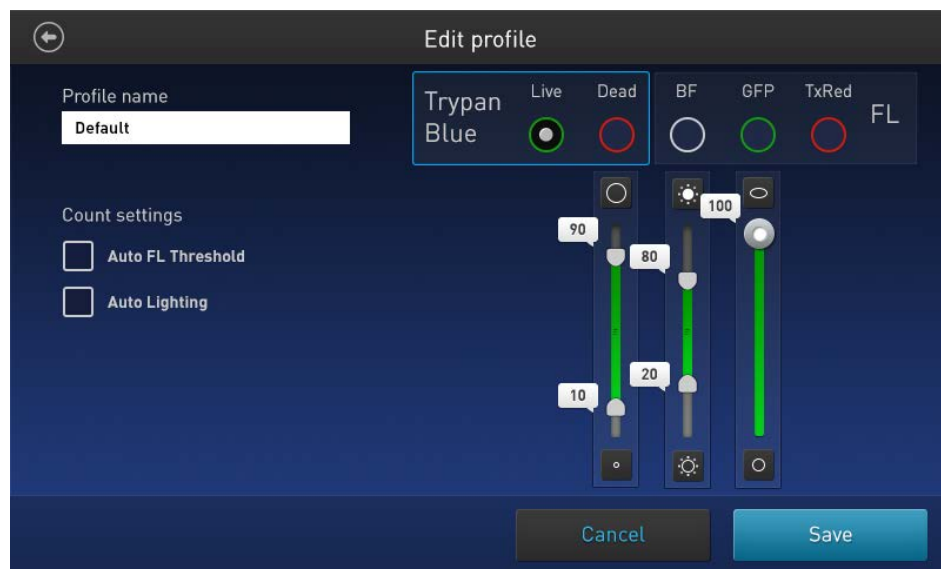 Edit profile
Profile name
Default
Trypan Blue
Live
Dead
BF
GFP
TxRed
FL
Count settings
Auto FL Threshold
Auto Lighting
90
10
80
20
100
Cancel
Save